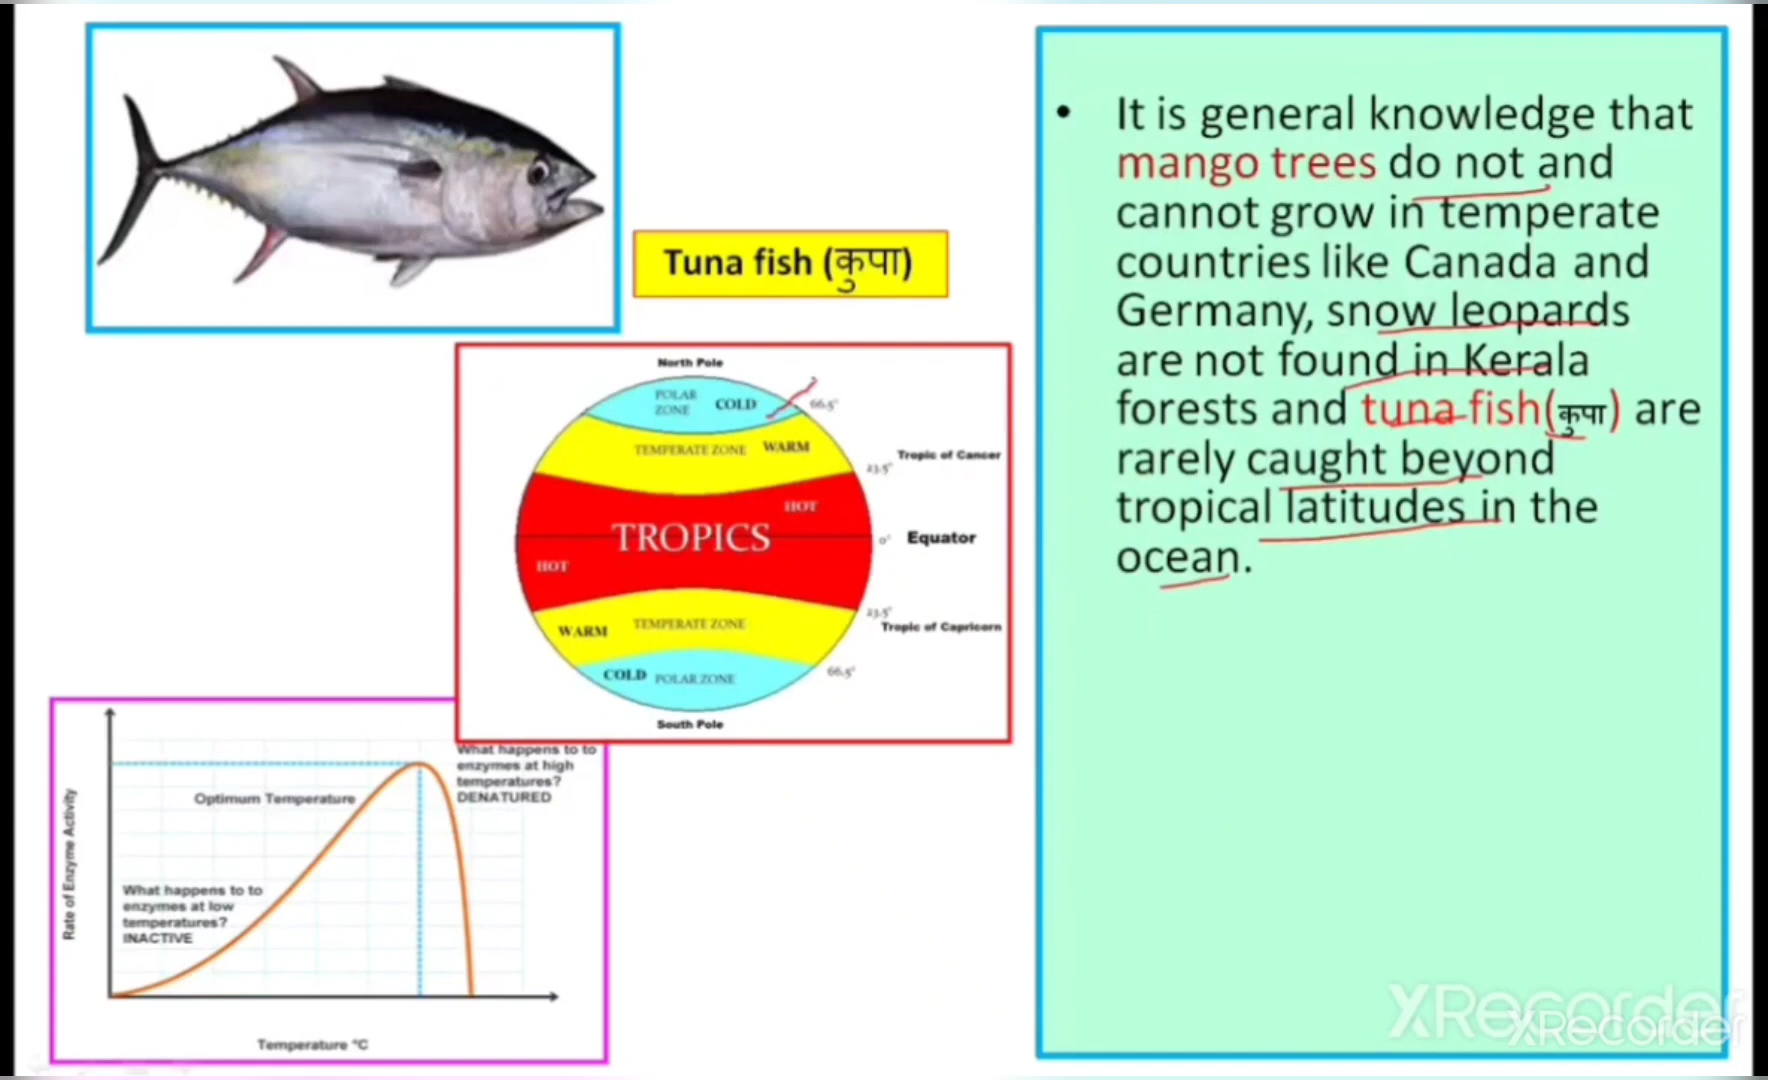 Tuna fish (कुपा)
North Pole
POLAR
ZONE
COLD
66.5°
TEMPERATE ZONE WARM
Tropic of Cancer
23.5°
HOT
TROPICS
0° Equator
HOT
23.5°
Tropic of Capricorn
WARM TEMPERATE ZONE
66.5°
COLD POLAR ZONE
South Pole
What happens to to
enzymes at high
temperatures?
DENATURED
Optimum Temperature
Rate of Enzyme Activity
What happens to to
enzymes at low
temperatures?
INACTIVE
Temperature °C
• It is general knowledge that
mango trees do not and
cannot grow in temperate
countries like Canada and
Germany, snow leopards
are not found in Kerala
forests and tuna fish(कुपा) are
rarely caught beyond
tropical latitudes in the
ocean.
XRecorder
XRecorder